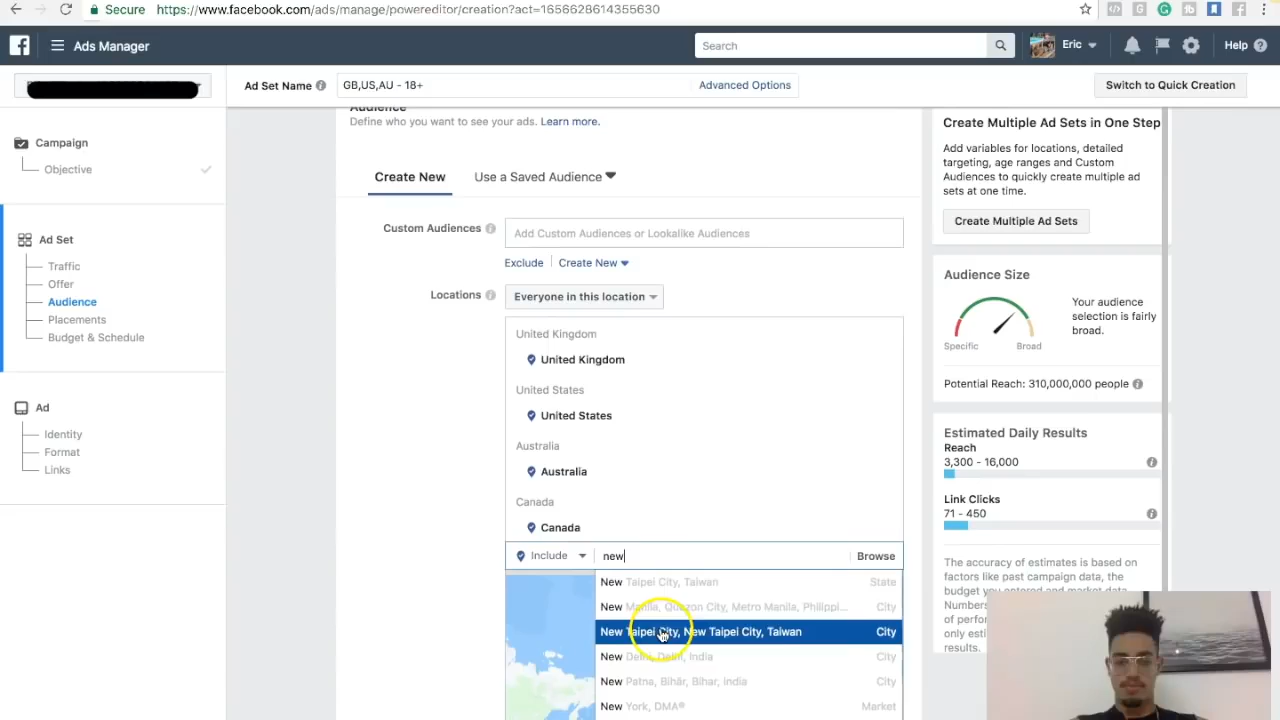 Secure https://www.facebook.com/ads/manage/powereditor/creation?act=1656628614355630
Ads Manager
Search
Eric
Help
Ad Set Name
GB,US,AU - 18+
Advanced Options
Switch to Quick Creation
Campaign
Objective
Ad Set
Traffic
Offer
Audience
Placements
Budget & Schedule
Ad
Identity
Format
Links
Audience
Define who you want to see your ads. Learn more.
Create New
Use a Saved Audience
Custom Audiences
Add Custom Audiences or Lookalike Audiences
Exclude
Create New
Locations
Everyone in this location
United Kingdom
United Kingdom
United States
United States
Australia
Australia
Canada
Canada
Include
new
Browse
New Taipei City, Taiwan State
New Manila, Quezon City, Metro Manila, Philippi... City
New Taipei City, New Taipei City, Taiwan City
New Delhi, Delhi, India City
New Patna, Bihār, Bihar, India City
New York, DMA® Market
Create Multiple Ad Sets in One Step
Add variables for locations, detailed
targeting, age ranges and Custom
Audiences to quickly create multiple ad
sets at one time.
Create Multiple Ad Sets
Audience Size
Specific
Broad
Your audience
selection is fairly
broad.
Potential Reach: 310,000,000 people
Estimated Daily Results
Reach
3,300 - 16,000
Link Clicks
71 - 450
The accuracy of estimates is based on
factors like past campaign data, the
budget you entered and market data.
Numbers
of perfor
only esti
results.